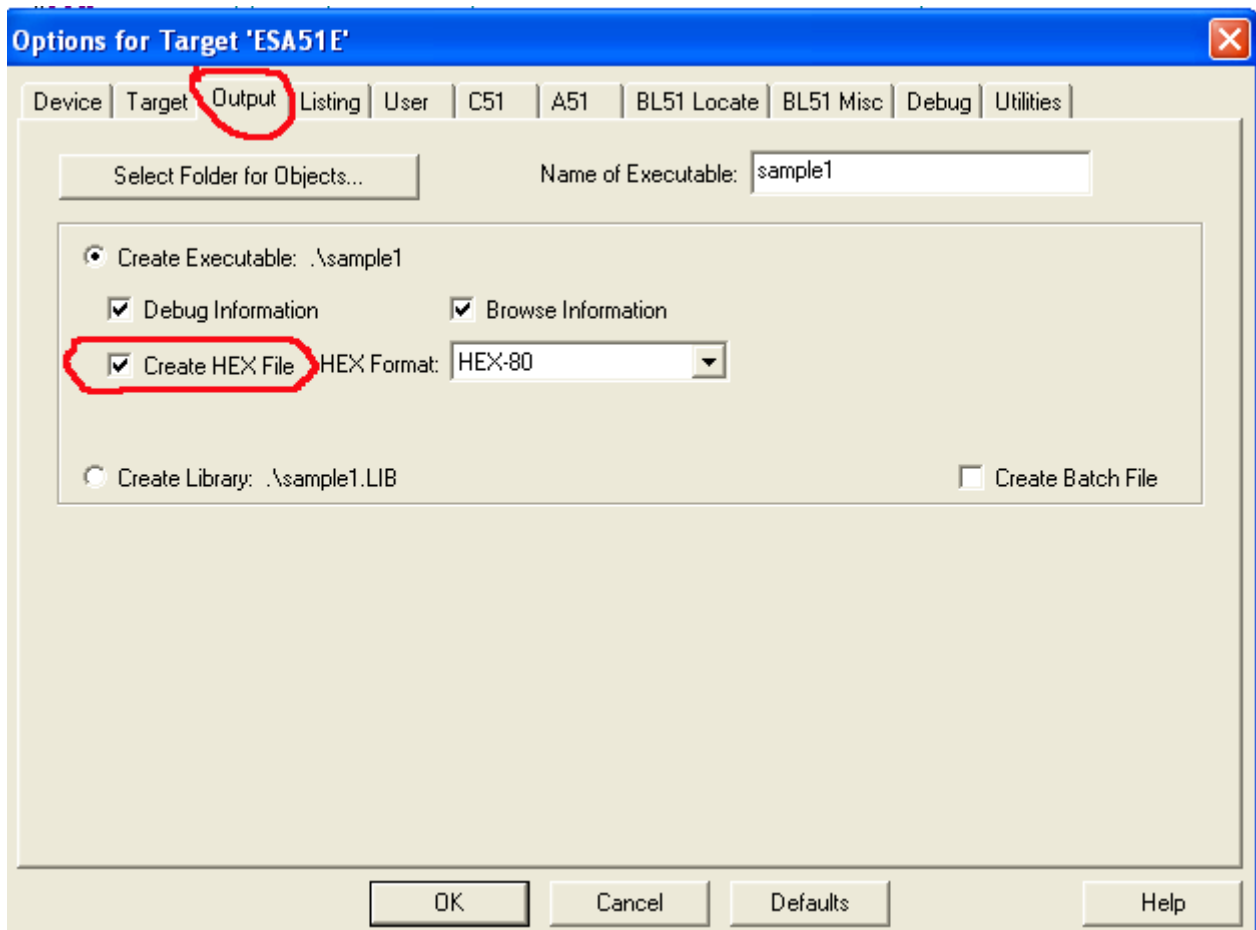 Options for Target 'ESA51E'
Device Target Output Listing User C51 A51 BL51 Locate BL51 Misc Debug Utilities
Select Folder for Objects... Name of Executable: sample1
Create Executable: .\sample1
Debug Information Browse Information
Create HEX File HEX Format: HEX-80
Create Library: .\sample1.LIB Create Batch File
OK Cancel Defaults Help